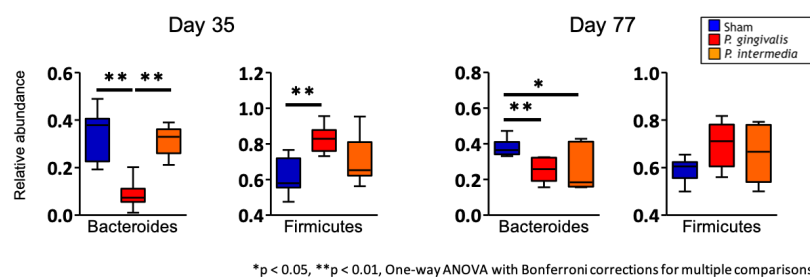 Day 35
Day 77
Sham
P. gingivalis
P. intermedia
Relative abundance
0.6
0.4
0.2
0.0
**
**
Bacteroides
1.2
1.0
0.8
0.6
0.4
**
Firmicutes
0.8
0.6
0.4
0.2
0.0
*
**
Bacteroides
1.0
0.8
0.6
0.4
Firmicutes
*p < 0.05, **p < 0.01, One-way ANOVA with Bonferroni corrections for multiple comparisons